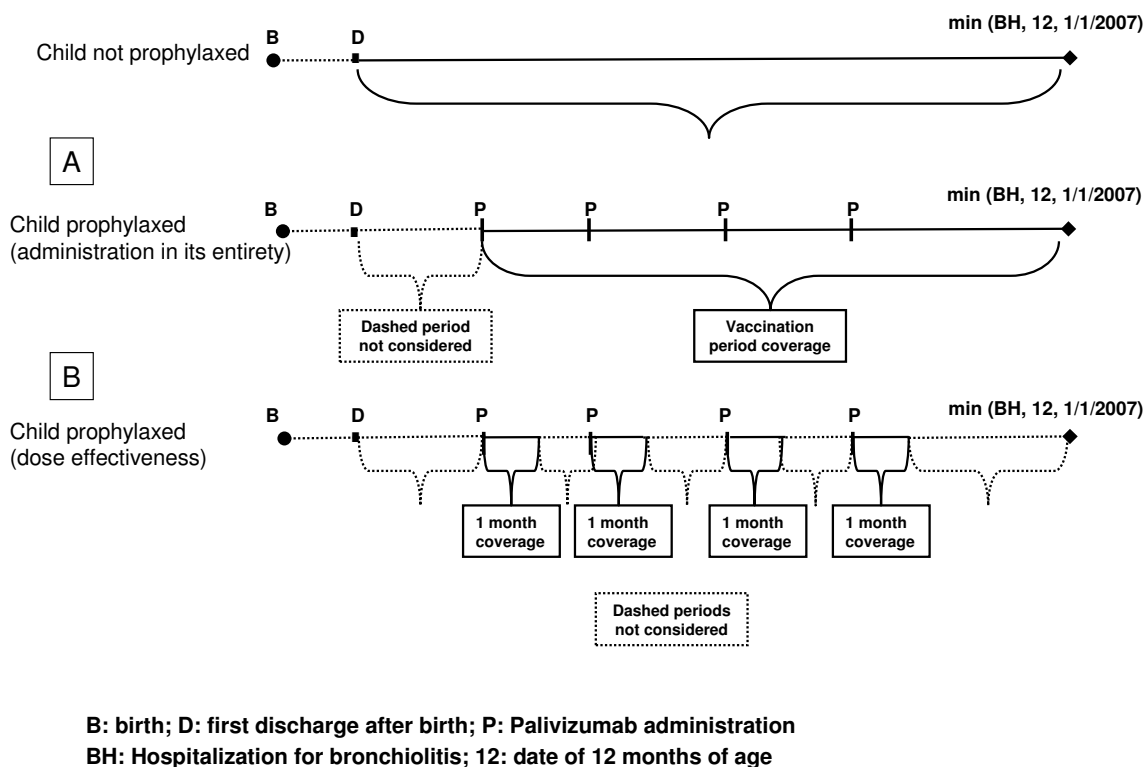 min (BH, 12, 1/1/2007)
B D
Child not prophylaxed
A
min (BH, 12, 1/1/2007)
B D P P P P
Child prophylaxed
(administration in its entirety)
Dashed period
not considered
Vaccination
period coverage
B
min (BH, 12, 1/1/2007)
B D P P P P
Child prophylaxed
(dose effectiveness)
1 month
coverage
1 month
coverage
1 month
coverage
1 month
coverage
Dashed periods
not considered
B: birth; D: first discharge after birth; P: Palivizumab administration
BH: Hospitalization for bronchiolitis; 12: date of 12 months of age